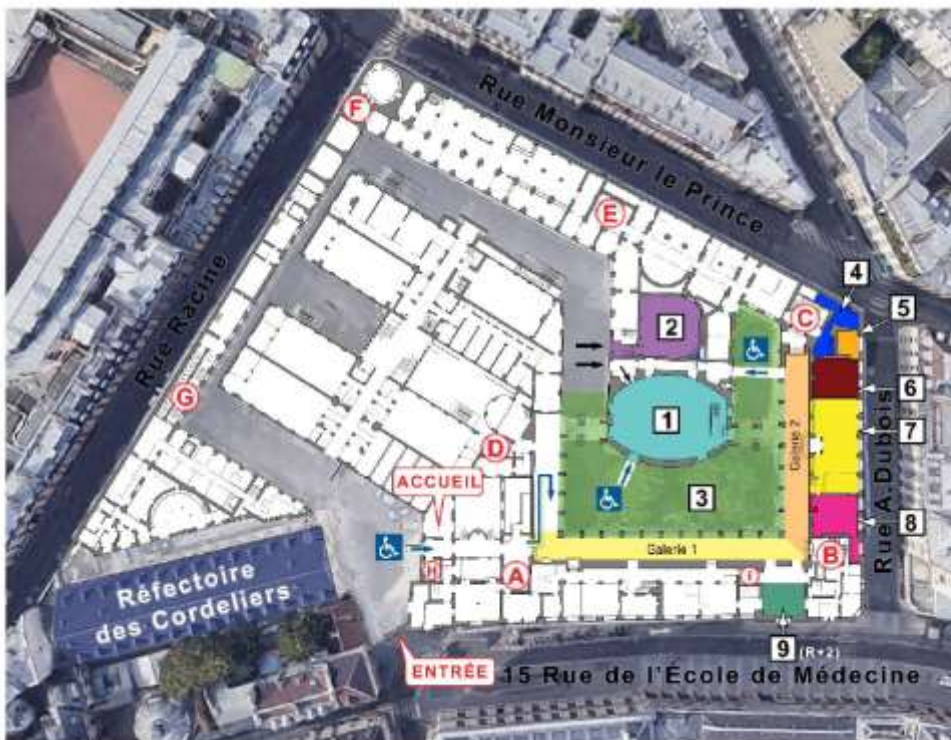 Rue Monsieur le Prince
F
E
4
C
5
2
Rue Racine
6
1
7
Rue A.Dubois
G
Galerie 2
D
ACCUEIL
3
8
Galerie 1
B
H
A
I
Réfectoire
des Cordeliers
9 (R+2)
ENTRÉE
15 Rue de l'École de Médecine